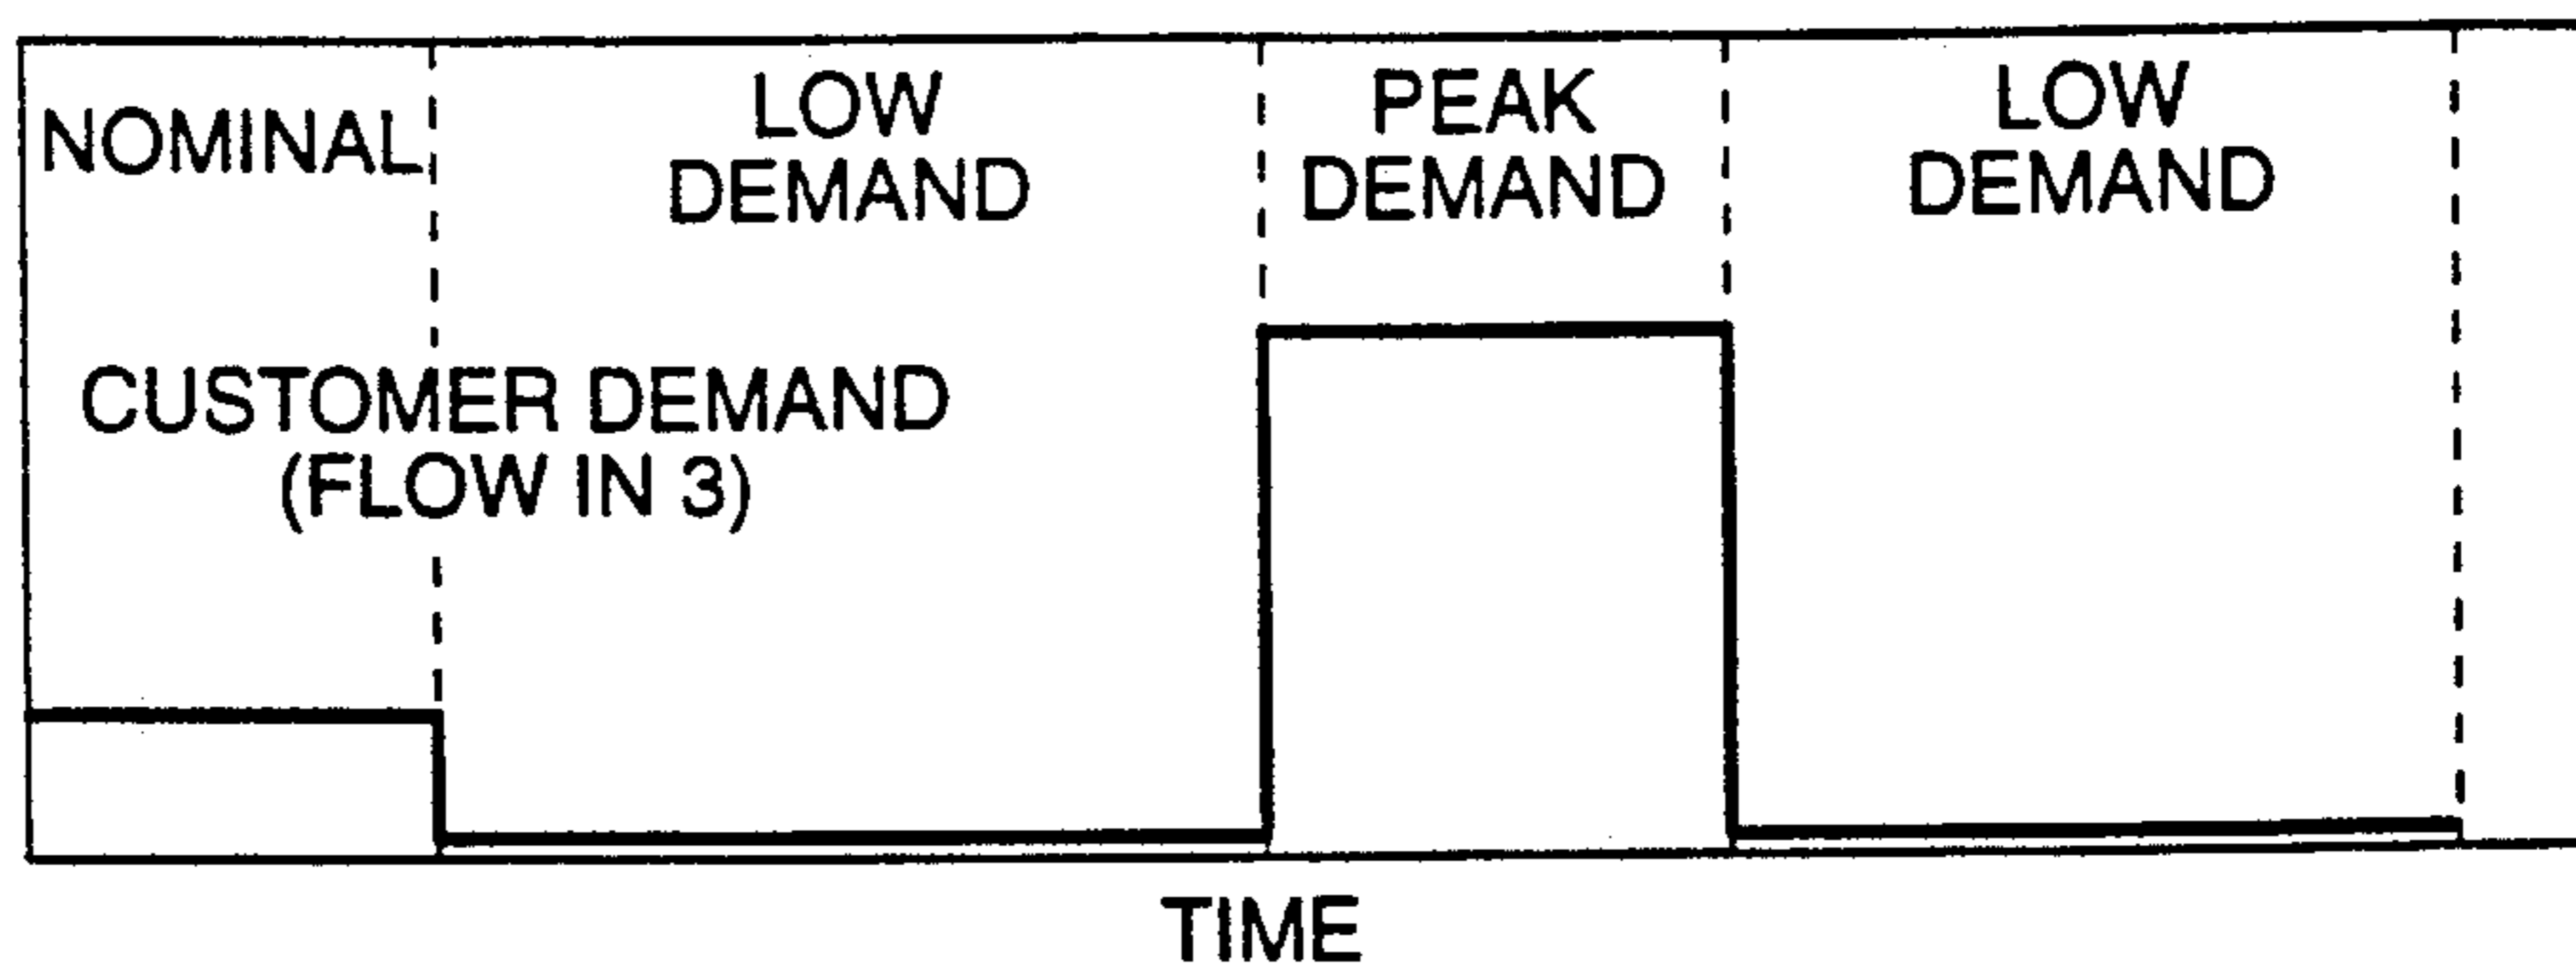 NOMINAL
LOW
DEMAND
PEAK
DEMAND
LOW
DEMAND
CUSTOMER DEMAND
(FLOW IN 3)
TIME